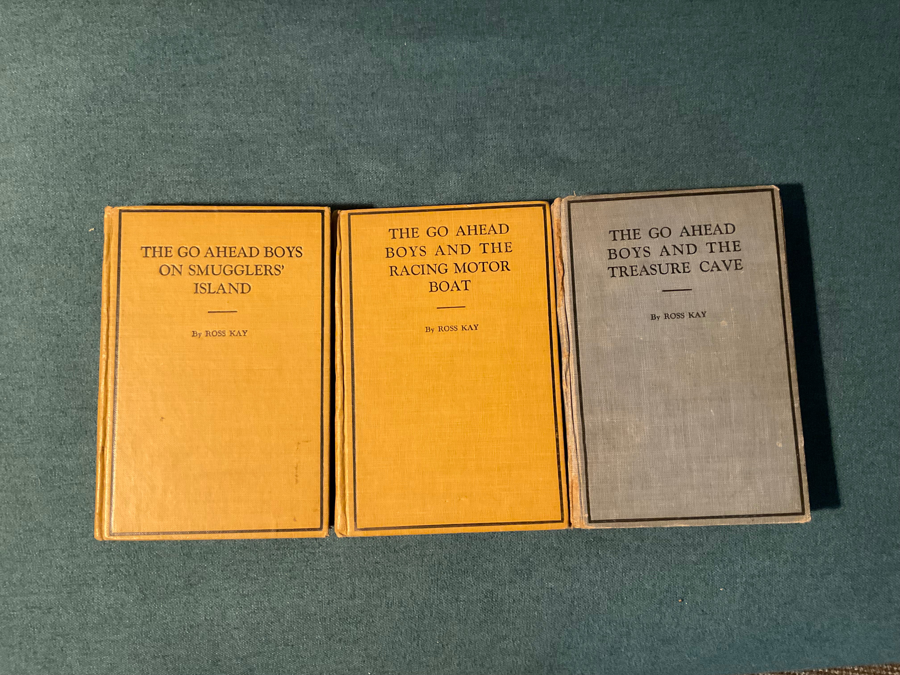 THE GO AHEAD BOYS
ON SMUGGLERS'
ISLAND
By ROSS KAY
THE GO AHEAD
BOYS AND THE
RACING MOTOR
BOAT
By ROSS KAY
THE GO AHEAD
BOYS AND THE
TREASURE CAVE
By ROSS KAY